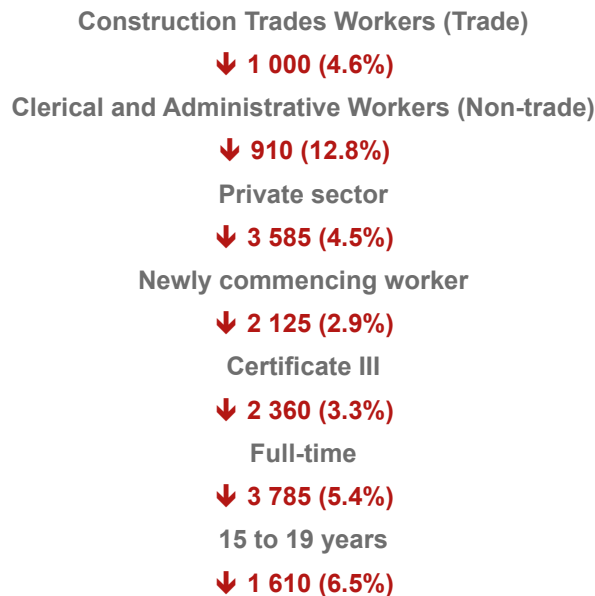 Construction Trades Workers (Trade)
↓ 1 000 (4.6%)
Clerical and Administrative Workers (Non-trade)
↓ 910 (12.8%)
Private sector
↓ 3 585 (4.5%)
Newly commencing worker
↓ 2 125 (2.9%)
Certificate III
↓ 2 360 (3.3%)
Full-time
↓ 3 785 (5.4%)
15 to 19 years
↓ 1 610 (6.5%)